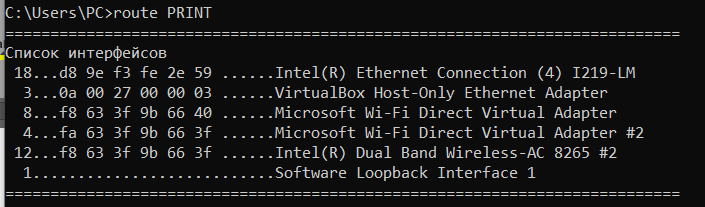 C:\Users\PC>route PRINT
===========================================================================
Список интерфейсов
 18...d8 9e f3 fe 2e 59 ......Intel(R) Ethernet Connection (4) I219-LM
  3...0a 00 27 00 00 03 ......VirtualBox Host-Only Ethernet Adapter
  8...f8 63 3f 9b 66 40 ......Microsoft Wi-Fi Direct Virtual Adapter
  4...fa 63 3f 9b 66 3f ......Microsoft Wi-Fi Direct Virtual Adapter #2
 12...f8 63 3f 9b 66 3f ......Intel(R) Dual Band Wireless-AC 8265 #2
  1...........................Software Loopback Interface 1
===========================================================================